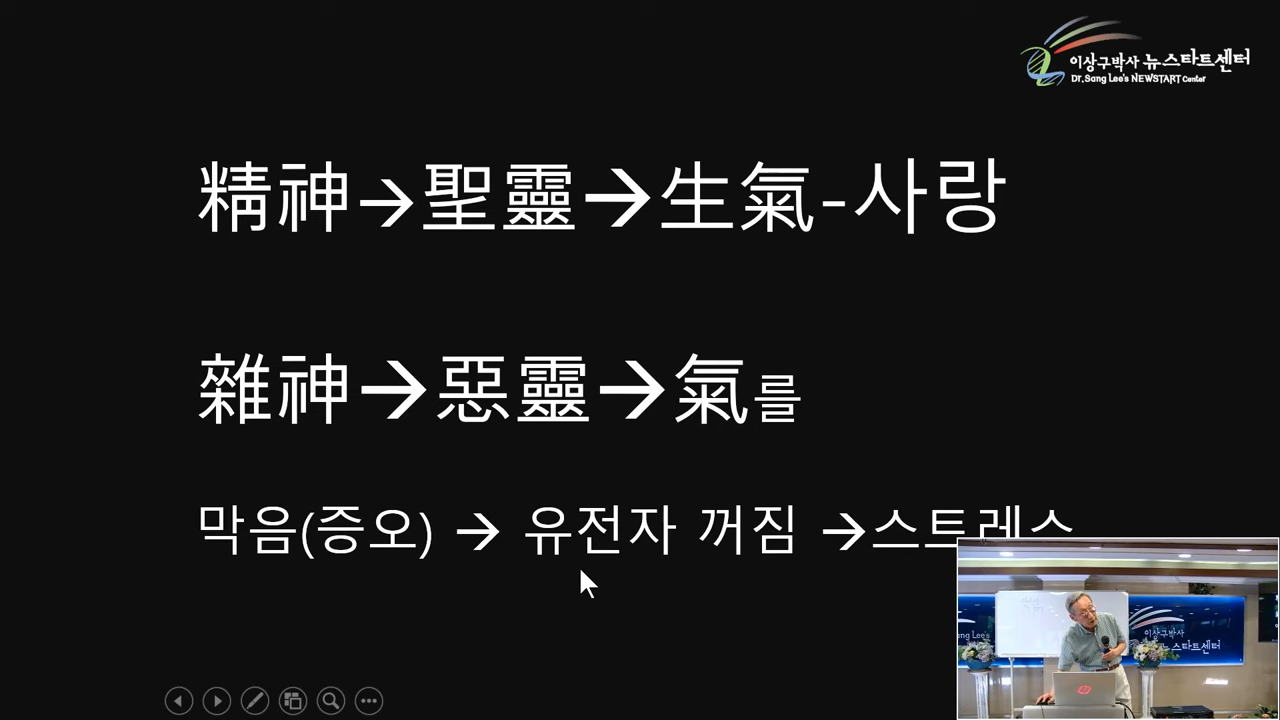 이상구박사 뉴스타트센터
Dr.Sang Lee's NEWSTART Center
精神→聖靈→生氣-사랑
雜神→惡靈→氣를
막음(증오) → 유전자 꺼짐 →스트레스
ang Lee's
이상구박사
뉴스타트센터